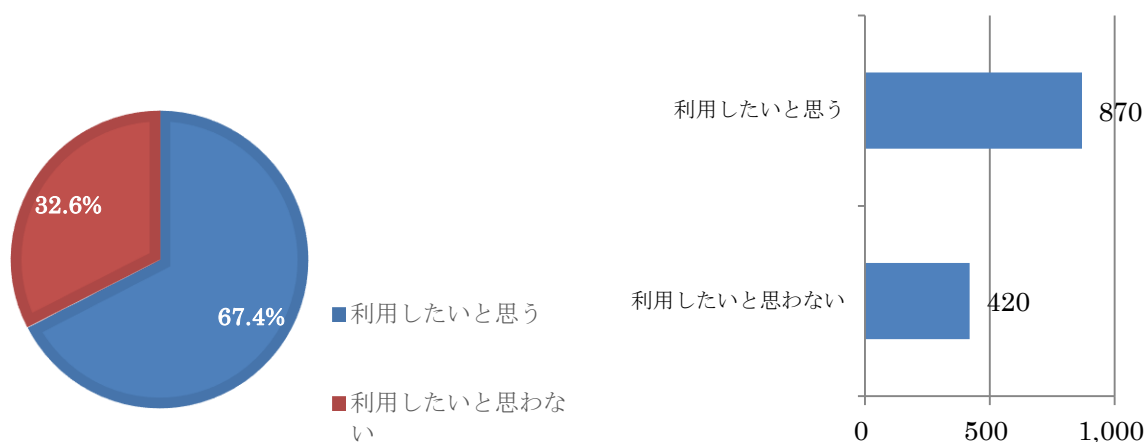 32.6%
67.4%
利用したいと思う
利用したいと思わな
い
利用したいと思う
870
利用したいと思わない
420
0 500 1,000